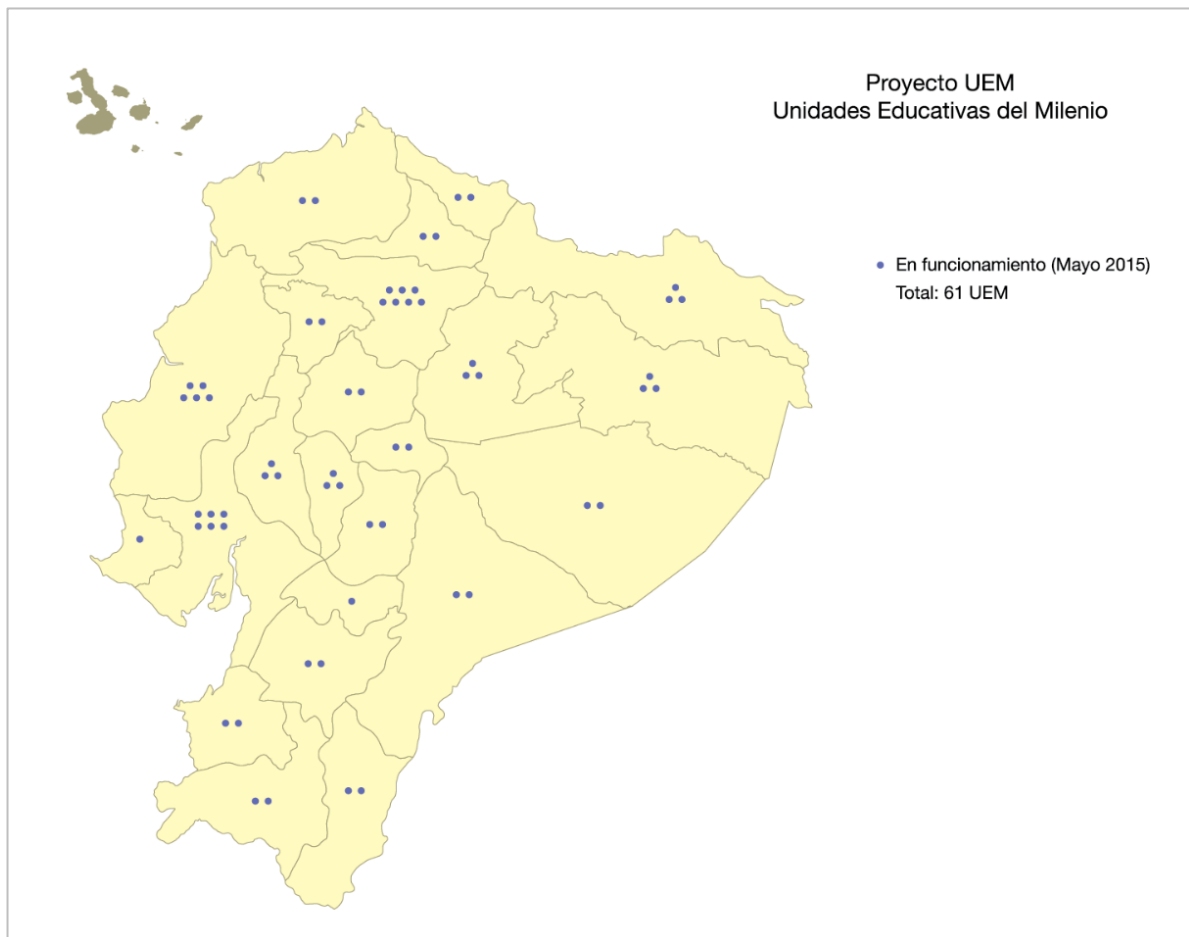 Proyecto UEM
Unidades Educativas del Milenio
En funcionamiento (Mayo 2015)
Total: 61 UEM